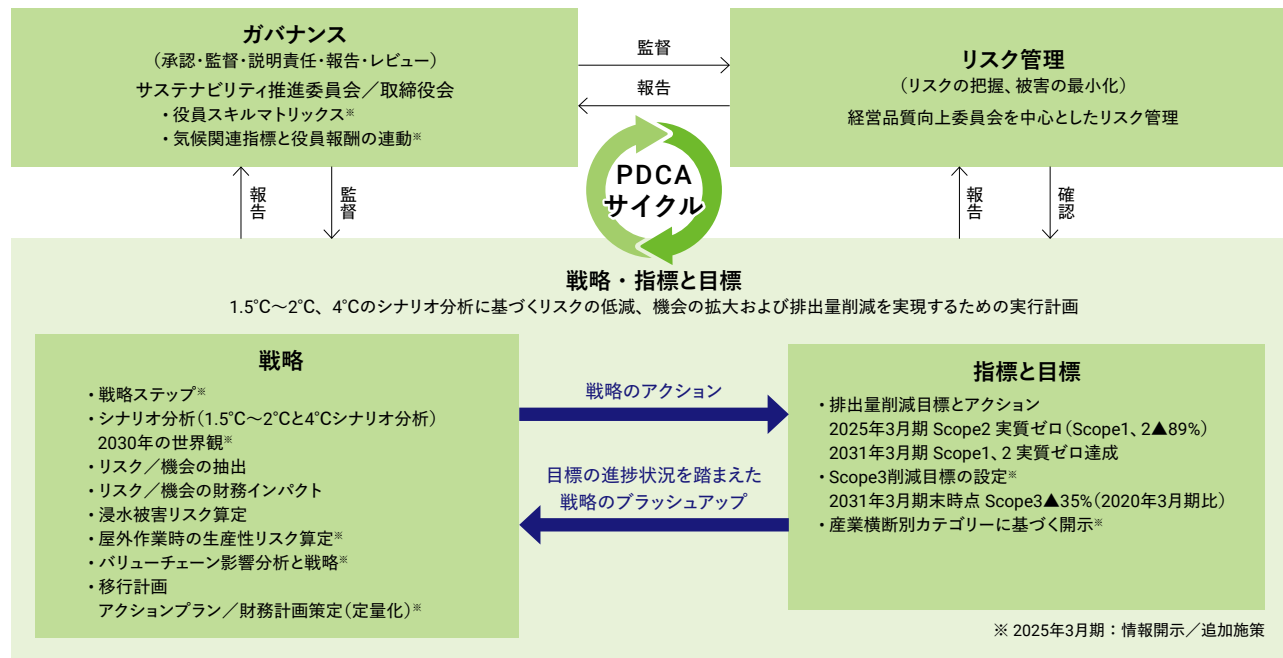 ガバナンス
（承認・監督・説明責任・報告・レビュー）
サステナビリティ推進委員会／取締役会
・役員スキルマトリックス※
・気候関連指標と役員報酬の連動※
監督
報告
リスク管理
（リスクの把握、被害の最小化）
経営品質向上委員会を中心としたリスク管理
PDCA
サイクル
報告
監督
報告
確認
戦略・指標と目標
1.5℃～2℃、4℃のシナリオ分析に基づくリスクの低減、機会の拡大および排出量削減を実現するための実行計画
戦略
・戦略ステップ※
・シナリオ分析（1.5℃～2℃と4℃シナリオ分析）
2030年の世界観※
・リスク／機会の抽出
・リスク／機会の財務インパクト
・浸水被害リスク算定
・屋外作業時の生産性リスク算定※
・バリューチェーン影響分析と戦略※
・移行計画
アクションプラン／財務計画策定（定量化）※
戦略のアクション
目標の進捗状況を踏まえた
戦略のブラッシュアップ
指標と目標
・排出量削減目標とアクション
2025年3月期 Scope2 実質ゼロ（Scope1、2▲89%）
2031年3月期 Scope1、2 実質ゼロ達成
・Scope3削減目標の設定※
2031年3月期末時点 Scope3▲35%（2020年3月期比）
・産業横断別カテゴリーに基づく開示※
※ 2025年3月期：情報開示／追加施策